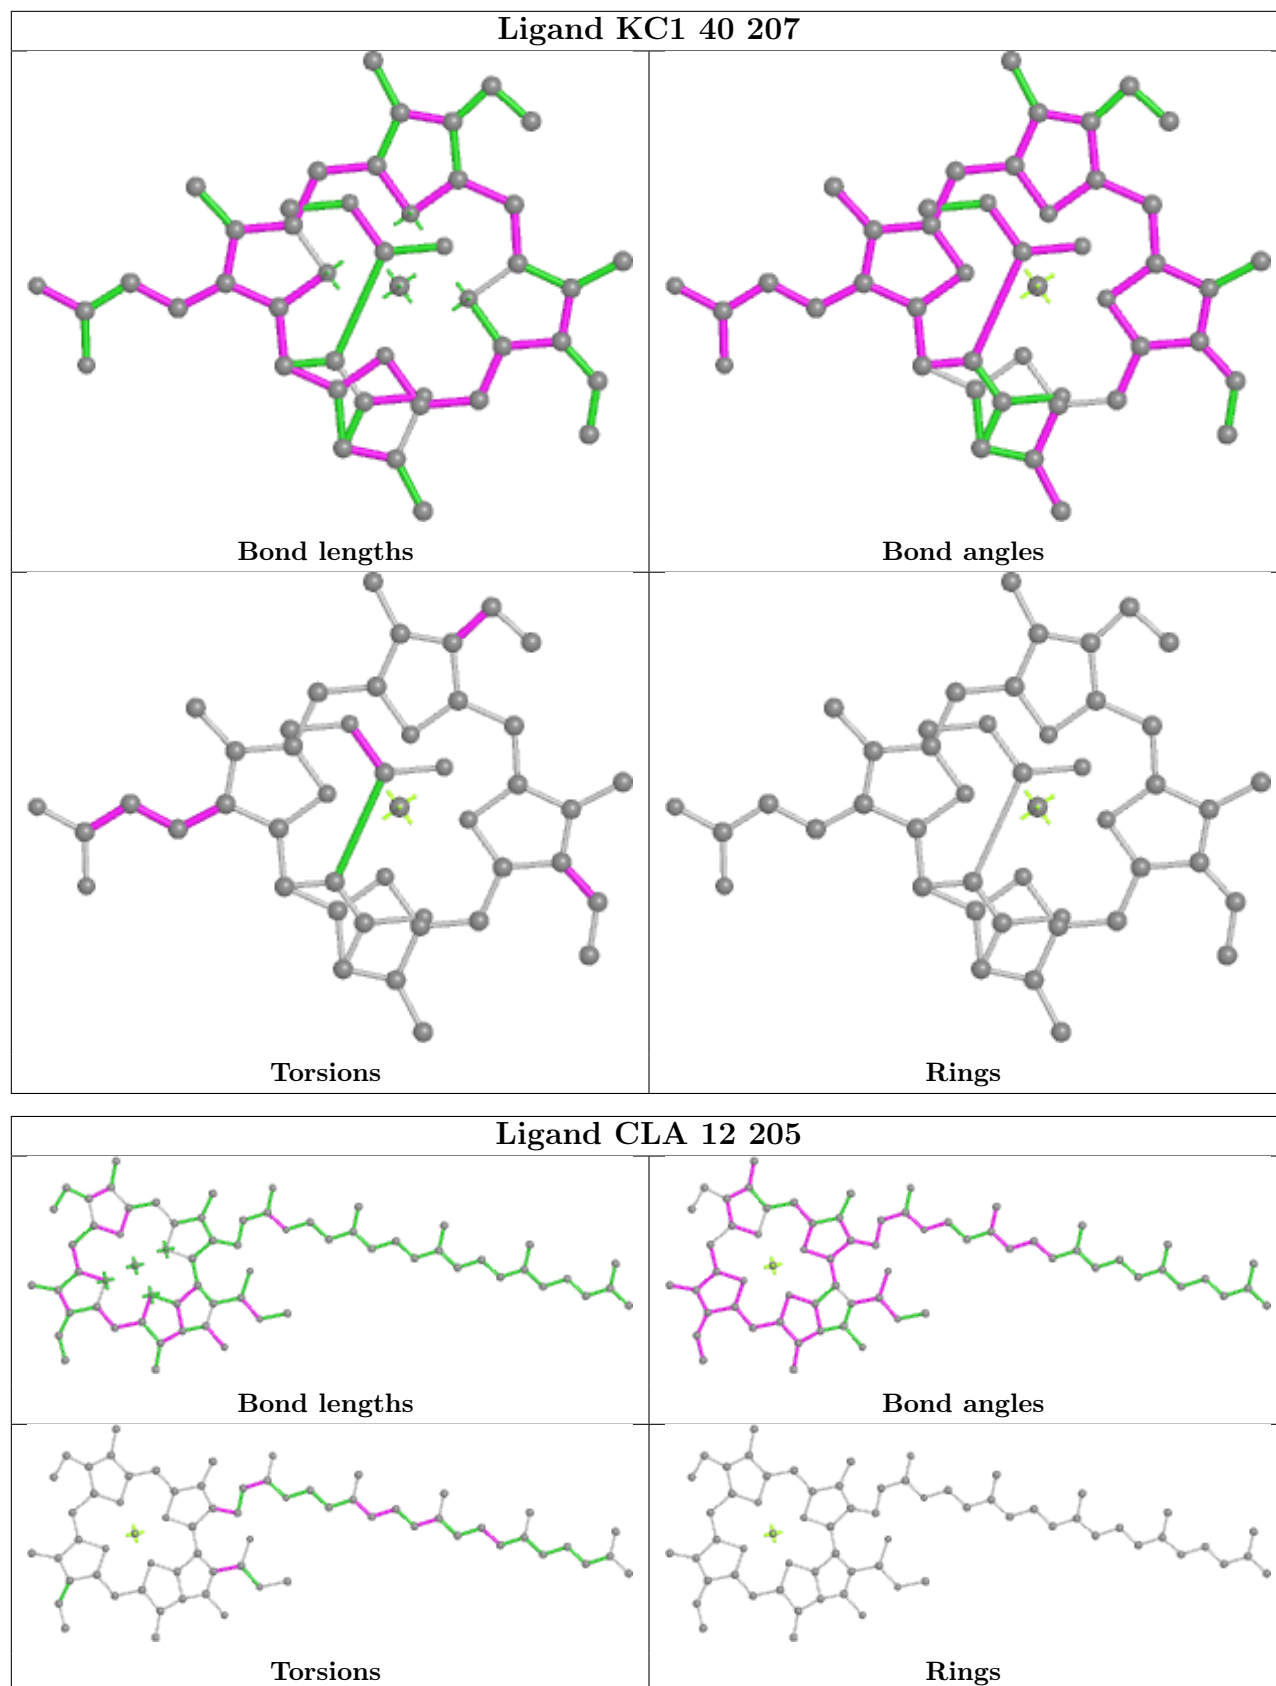 Ligand KC1 40 207
Bond lengths
Bond angles
Torsions
Rings
Ligand CLA 12 205
Bond lengths
Bond angles
Torsions
Rings